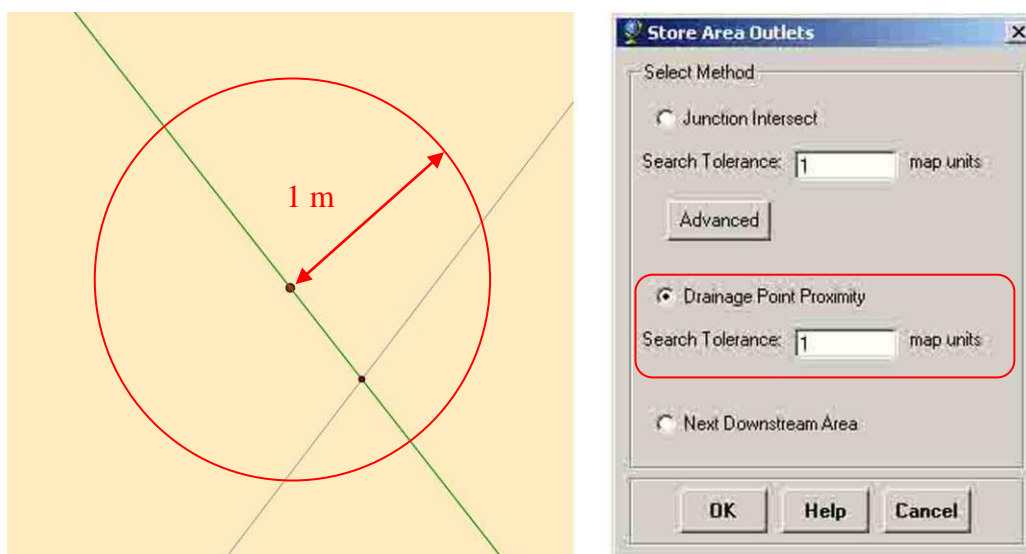 1 m
Store Area Outlets
Select Method
Junction Intersect
Search Tolerance: 1 map units
Advanced
Drainage Point Proximity
Search Tolerance: 1 map units
Next Downstream Area
OK Help Cancel